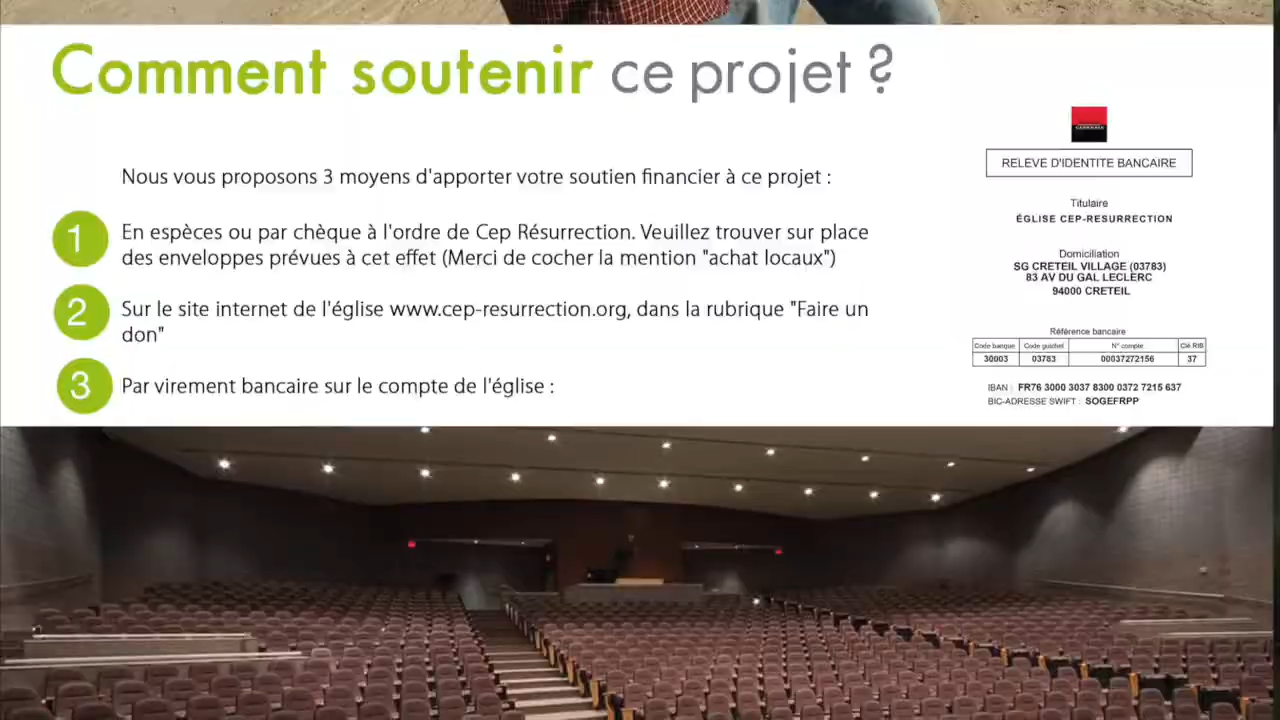 Comment soutenir ce projet ?
Nous vous proposons 3 moyens d'apporter votre soutien financier à ce projet :
1
En espèces ou par chèque à l'ordre de Cep Résurrection. Veuillez trouver sur place
des enveloppes prévues à cet effet (Merci de cocher la mention "achat locaux")
2
Sur le site internet de l'église www.cep-resurrection.org, dans la rubrique "Faire un
don"
3
Par virement bancaire sur le compte de l'église :
RELEVE D'IDENTITE BANCAIRE
Titulaire
ÉGLISE CEP-RESURRECTION
Domiciliation
SG CRETEIL VILLAGE (03783)
83 AV DU GAL LECLERC
94000 CRETEIL
Référence bancaire
Code banque Code guichet N° compte Clé RIB
30003 03783 00037272156 37
IBAN : FR76 3000 3037 8300 0372 7215 637
BIC-ADRESSE SWIFT : SOGEFRPP